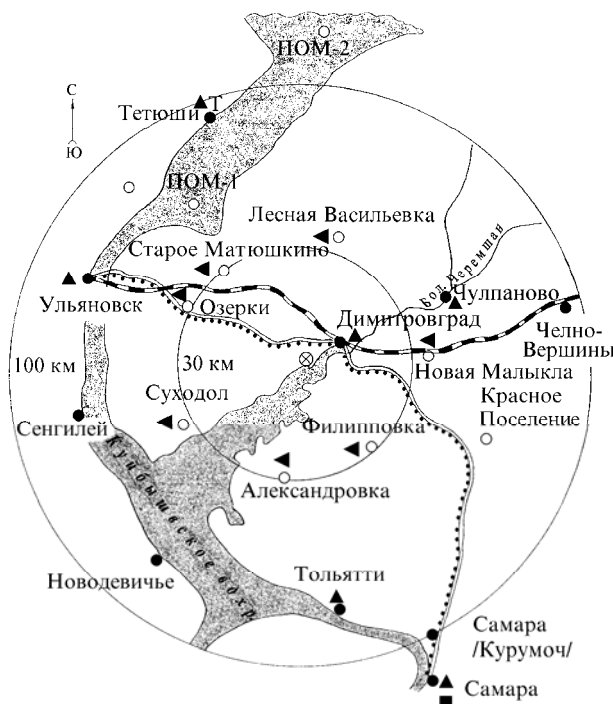 ПОМ-2
С
Тетюши
Т
Ю
ПОМ-1
Лесная Васильевка
Старое Матюшкино
Бол. Черемшан
Чулпаново
Ульяновск
Озерки
Димитровград
Челно-
Вершины
100 км
30 км
Новая Малыкла
Суходол
Красное
Поселение
Сенгилей
Филипповка
Александровка
Куйбышвское вдхр.
Новодевичье
Тольятти
Самара
/Курумоч/
Самара